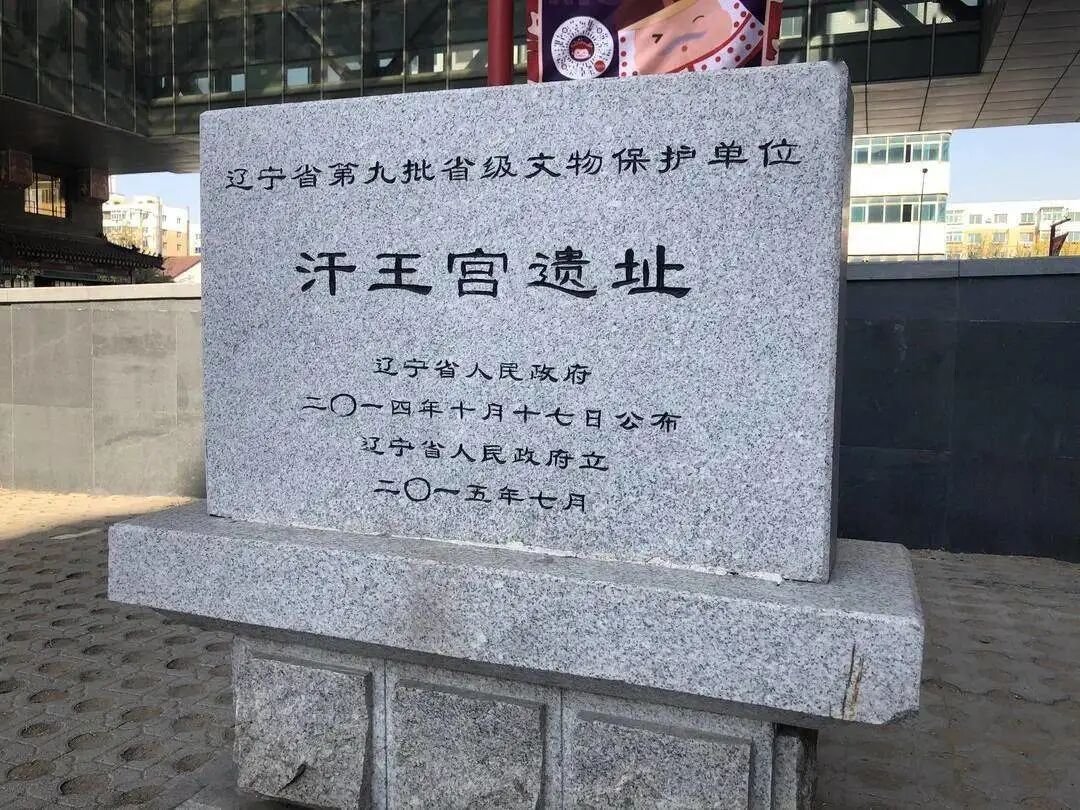 辽宁省第九批省级文物保护单位
汗王宫遗址
辽宁省人民政府
二〇一四年十月十七日公布
辽宁省人民政府立
二〇一五年七月